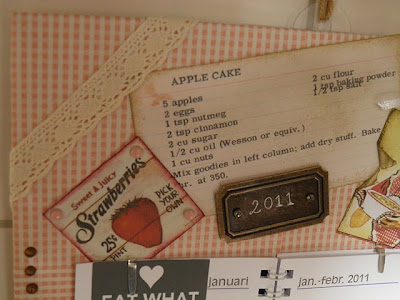 APPLE CAKE
5 apples
2 eggs
1 tsp nutmeg
2 tsp cinnamon
2 cu sugar
1/2 cu oil (Wesson or equiv.)
1 cu nuts
2 cu flour
1 tsp baking powder
1/2 tsp salt
Mix goodies in left column; add dry stuff. Bake
at 350.
SWEET & JUICY
Strawberries
PICK
YOUR
OWN
25¢
PINT
2011
januari
Jan.-febr. 2011
EAT WHAT